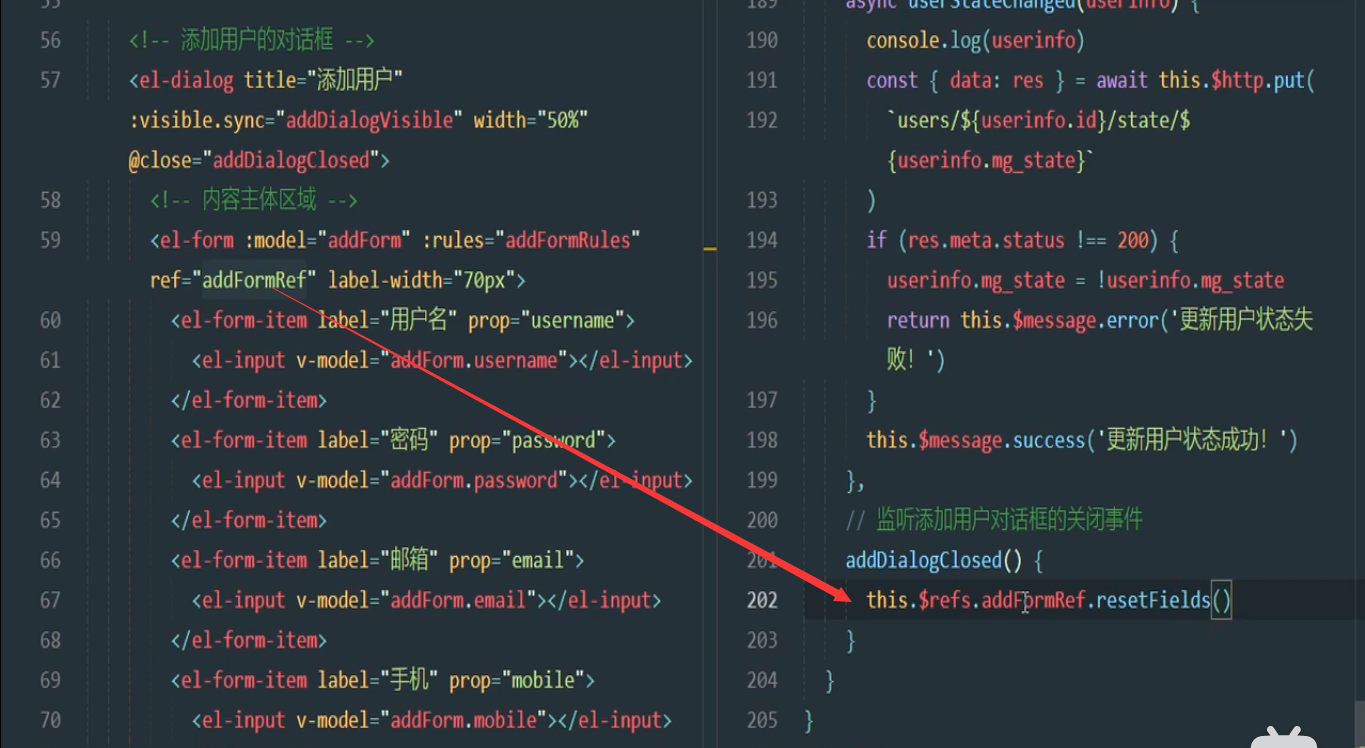 55
56 <!-- 添加用户的对话框 -->
57 <el-dialog title="添加用户"
:visible.sync="addDialogVisible" width="50%"
@close="addDialogClosed">
58 <!-- 内容主体区域 -->
59 <el-form :model="addForm" :rules="addFormRules"
ref="addFormRef" label-width="70px">
60 <el-form-item label="用户名" prop="username">
61 <el-input v-model="addForm.username"></el-input>
62 </el-form-item>
63 <el-form-item label="密码" prop="password">
64 <el-input v-model="addForm.password"></el-input>
65 </el-form-item>
66 <el-form-item label="邮箱" prop="email">
67 <el-input v-model="addForm.email"></el-input>
68 </el-form-item>
69 <el-form-item label="手机" prop="mobile">
70 <el-input v-model="addForm.mobile"></el-input>
189 async userStateChanged(userinfo) {
190 console.log(userinfo)
191 const { data: res } = await this.$http.put(
192 `users/${userinfo.id}/state/$
{userinfo.mg_state}`
193 )
194 if (res.meta.status !== 200) {
195 userinfo.mg_state = !userinfo.mg_state
196 return this.$message.error('更新用户状态失
败！')
197 }
198 this.$message.success('更新用户状态成功！')
199 },
200 // 监听添加用户对话框的关闭事件
201 addDialogClosed() {
202 this.$refs.addFormRef.resetFields()
203 }
204 }
205 }